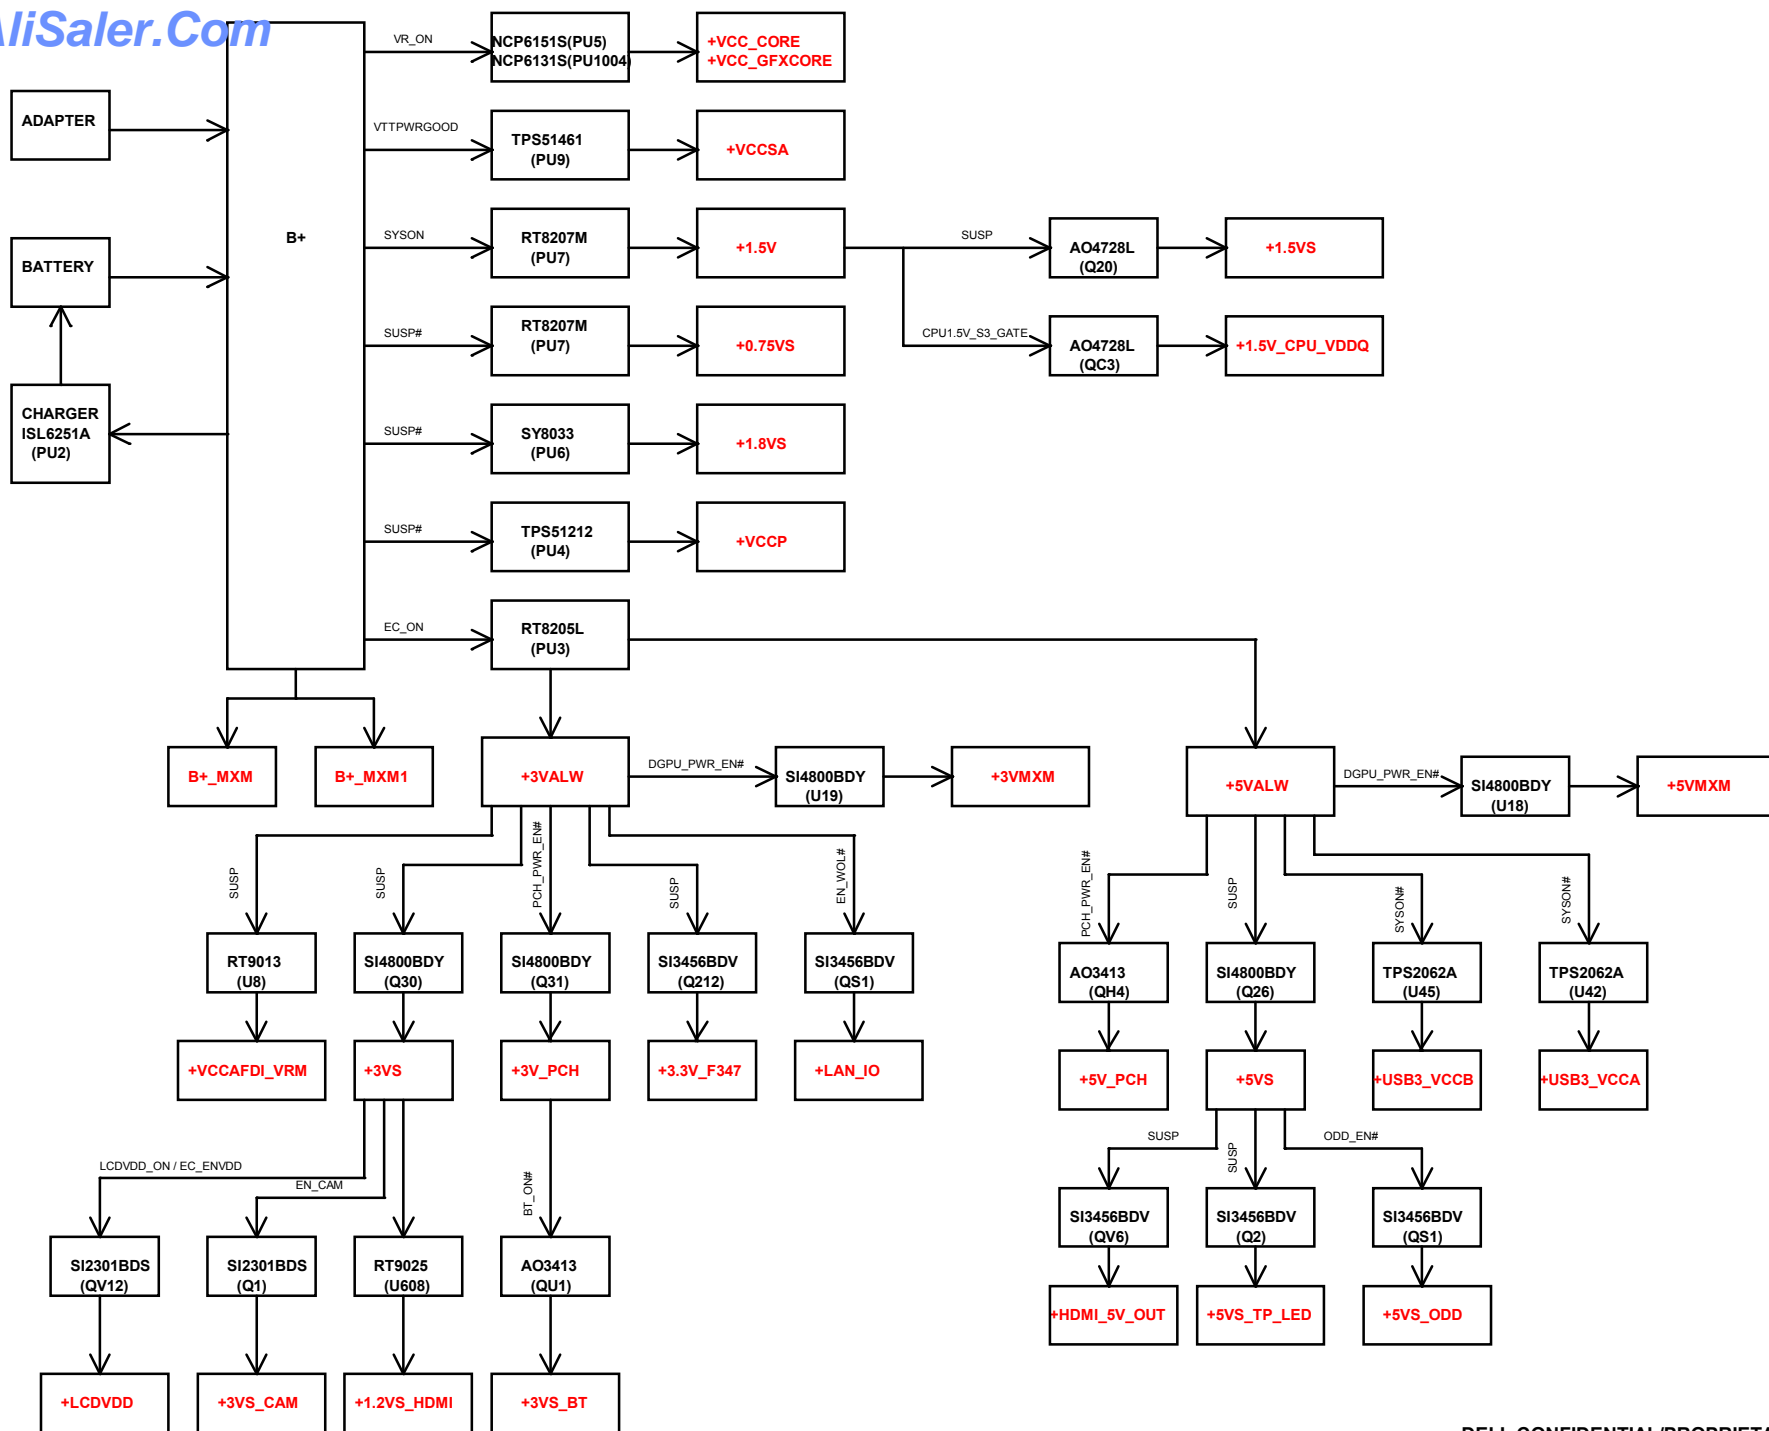 AliSaler.Com
VR_ON
NCP6151S(PU5)
NCP6131S(PU1004)
+VCC_CORE
+VCC_GFXCORE
ADAPTER
VTTPWRGOOD
TPS51461
(PU9)
+VCCSA
B+
SYSON
RT8207M
(PU7)
+1.5V
SUSP
AO4728L
(Q20)
+1.5VS
BATTERY
SUSP#
RT8207M
(PU7)
+0.75VS
CPU1.5V_S3_GATE
AO4728L
(QC3)
+1.5V_CPU_VDDQ
CHARGER
ISL6251A
(PU2)
SUSP#
SY8033
(PU6)
+1.8VS
SUSP#
TPS51212
(PU4)
+VCCP
EC_ON
RT8205L
(PU3)
B+_MXM
B+_MXM1
+3VALW
DGPU_PWR_EN#
SI4800BDY
(U19)
+3VMXM
+5VALW
DGPU_PWR_EN#
SI4800BDY
(U18)
+5VMXM
SUSP
SUSP
PCH_PWR_EN#
SUSP
EN_WOL#
PCH_PWR_EN#
SUSP
SYSON#
SYSON#
RT9013
(U8)
SI4800BDY
(Q30)
SI4800BDY
(Q31)
SI3456BDV
(Q212)
SI3456BDV
(QS1)
AO3413
(QH4)
SI4800BDY
(Q26)
TPS2062A
(U45)
TPS2062A
(U42)
+VCCAFDI_VRM
+3VS
+3V_PCH
+3.3V_F347
+LAN_IO
+5V_PCH
+5VS
+USB3_VCCB
+USB3_VCCA
LCDVDD_ON / EC_ENVDD
EN_CAM
BT_ON#
SUSP
SUSP
ODD_EN#
SI3456BDV
(QV6)
SI3456BDV
(Q2)
SI3456BDV
(QS1)
SI2301BDS
(QV12)
SI2301BDS
(Q1)
RT9025
(U608)
AO3413
(QU1)
+HDMI_5V_OUT
+5VS_TP_LED
+5VS_ODD
+LCDVDD
+3VS_CAM
+1.2VS_HDMI
+3VS_BT